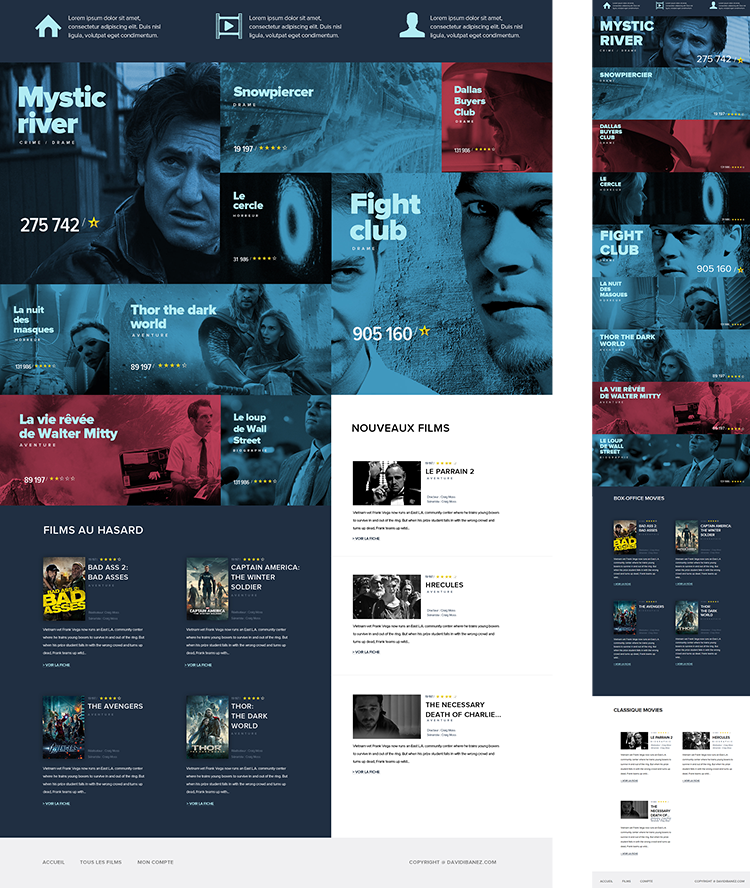 Lorem ipsum dolor sit amet,
consectetur adipiscing elit. Duis nisl
ligula, volutpat eget condimentum.
Lorem ipsum dolor sit amet,
consectetur adipiscing elit. Duis nisl
ligula, volutpat eget condimentum.
Lorem ipsum dolor sit amet,
consectetur adipiscing elit. Duis nisl
ligula, volutpat eget condimentum.
Mystic
river
CRIME / DRAME
275 742 /
Snowpiercer
DRAME
19 197 /
Dallas
Buyers
Club
DRAME
131 986 /
Le
cercle
HORREUR
31 986 /
Fight
club
DRAME
905 160 /
La nuit
des
masques
HORREUR
131 986 /
Thor the dark
world
AVENTURE
89 197 /
La vie rêvée
de Walter Mitty
AVENTURE
89 197 /
Le loup
de Wall
Street
BIOGRAPHIE
131 986 /
FILMS AU HASARD
BAD ASS 2:
BAD ASSES
AVENTURE
Vietnam vet Frank Vega now runs an East L.A. community center
where he trains young boxers to survive in and out of the ring. But
when his prize student falls in with the wrong crowd and turns up
dead, Frank teams up with...
> VOIR LA FICHE
CAPTAIN AMERICA:
THE WINTER
SOLDIER
AVENTURE
Vietnam vet Frank Vega now runs an East L.A. community center
where he trains young boxers to survive in and out of the ring. But
when his prize student falls in with the wrong crowd and turns up
dead, Frank teams up with...
> VOIR LA FICHE
THE AVENGERS
AVENTURE
Vietnam vet Frank Vega now runs an East L.A. community center
where he trains young boxers to survive in and out of the ring. But
when his prize student falls in with the wrong crowd and turns up
dead, Frank teams up with...
> VOIR LA FICHE
THOR:
THE DARK
WORLD
AVENTURE
Vietnam vet Frank Vega now runs an East L.A. community center
where he trains young boxers to survive in and out of the ring. But
when his prize student falls in with the wrong crowd and turns up
dead, Frank teams up with...
> VOIR LA FICHE
NOUVEAUX FILMS
LE PARRAIN 2
AVENTURE
Vietnam vet Frank Vega now runs an East L.A. community center where he trains young boxers
to survive in and out of the ring. But when his prize student falls in with the wrong crowd
and turns up dead, Frank teams up with...
> VOIR LA FICHE
HRECULES
AVENTURE
Vietnam vet Frank Vega now runs an East L.A. community center where he trains young boxers
to survive in and out of the ring. But when his prize student falls in with the wrong crowd
and turns up dead, Frank teams up with...
> VOIR LA FICHE
THE NECESSARY
DEATH OF CHARLIE...
AVENTURE
Vietnam vet Frank Vega now runs an East L.A. community center where he trains young boxers
to survive in and out of the ring. But when his prize student falls in with the wrong crowd
and turns up dead, Frank teams up with...
> VOIR LA FICHE
ACCUEIL TOUS LES FILMS MON COMPTE COPYRIGHT @ DAVIDIBANEZ.COM
MYSTIC
RIVER
CRIME / DRAME
275 742 /
SNOWPIERCIER
DRAME
19 197 /
DALLAS
BUYERS
CLUB
DRAME
LE
CERCLE
HORREUR
FIGHT
CLUB
DRAME
905 160 /
LA NUIT
DES
MASQUES
HORREUR
THOR THE DARK
WORLD
AVENTURE
89 197 /
LA VIE RÊVÉE
DE WALTER MITTY
AVENTURE
89 197 /
LE LOUP
DE WALL
STREET
BIOGRAPHIE
BOX-OFFICE MOVIES
BAD ASS 2:
BAD ASSES
CAPTAIN AMERICA:
THE WINTER
SOLDIER
THE AVENGERS
THOR:
THE DARK
WORLD
CLASSIQUE MOVIES
LE PARRAIN 2
HERCULES
THE
NECESSARY
DEATH OF...
ACCUEIL FILMS COMPTE COPYRIGHT @ DAVIDIBANEZ.COM